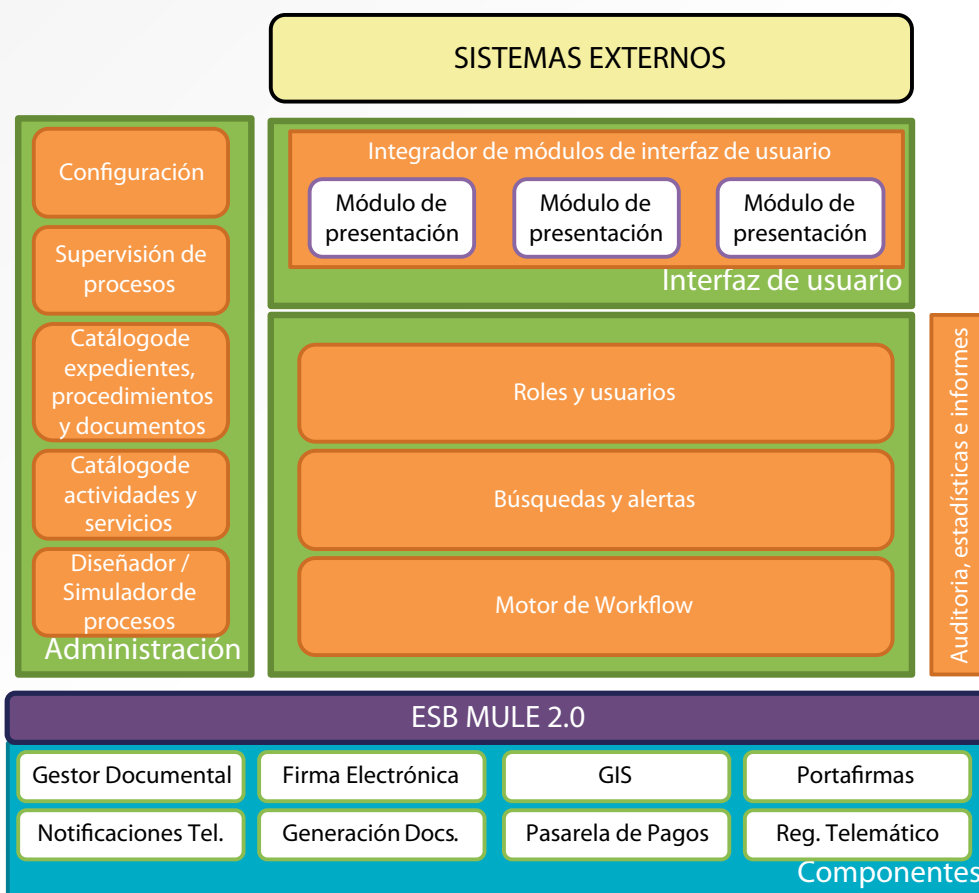 SISTEMAS EXTERNOS
Configuración
Supervisión de
procesos
Catálogode
expedientes,
procedimientos
y documentos
Catálogode
actividades y
servicios
Diseñador /
Simulador de
procesos
Administración
Integrador de módulos de interfaz de usuario
Módulo de
presentación
Módulo de
presentación
Módulo de
presentación
Interfaz de usuario
Roles y usuarios
Búsquedas y alertas
Motor de Workflow
Auditoria, estadísticas e informes
ESB MULE 2.0
Gestor Documental
Firma Electrónica
GIS
Portafirmas
Notificaciones Tel.
Generación Docs.
Pasarela de Pagos
Reg. Telemático
Componentes